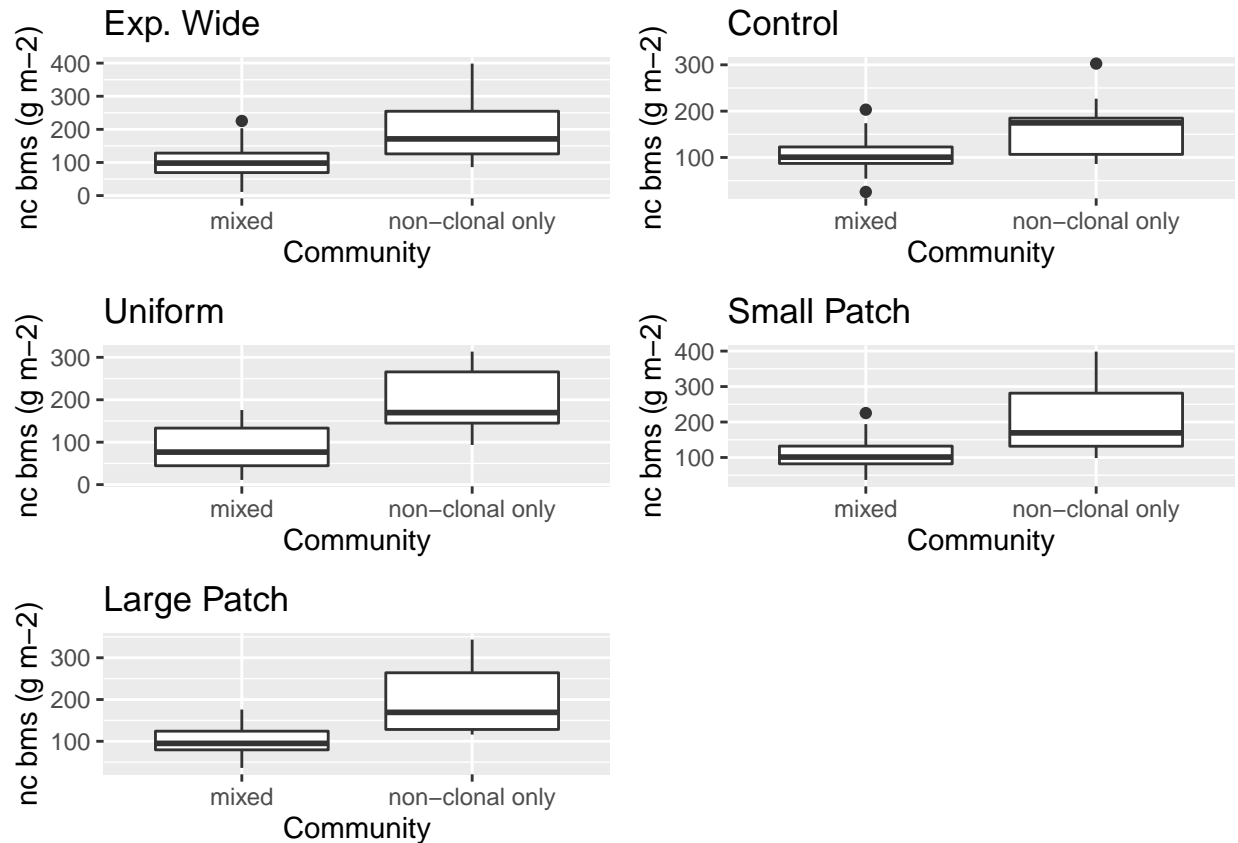 Exp. Wide
nc bms (g m−2)
400
300
200
100
0
mixed
non−clonal only
Community
Control
nc bms (g m−2)
300
200
100
mixed
non−clonal only
Community
Uniform
nc bms (g m−2)
300
200
100
0
mixed
non−clonal only
Community
Small Patch
nc bms (g m−2)
400
300
200
100
mixed
non−clonal only
Community
Large Patch
nc bms (g m−2)
300
200
100
mixed
non−clonal only
Community